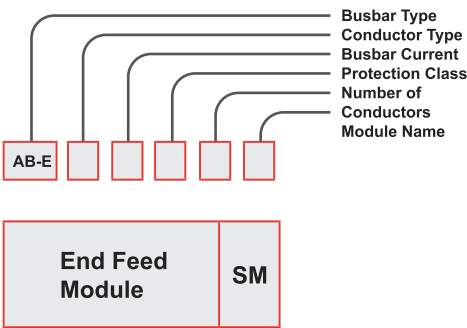 Busbar Type
Conductor Type
Busbar Current
Protection Class
Number of
Conductors
Module Name
AB-E
End Feed
Module
SM